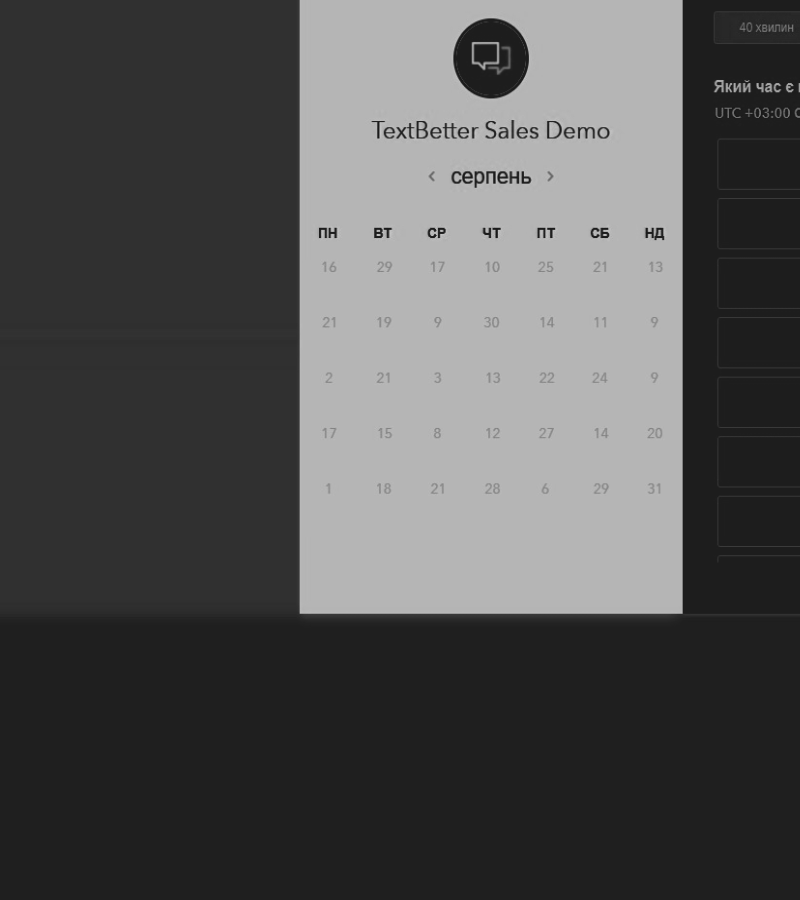 40 хвилин
TextBetter Sales Demo
серпень
Який час є
UTC +03:00
ПН ВТ СР ЧТ ПТ СБ НД
16 29 17 10 25 21 13
21 19 9 30 14 11 9
2 21 3 13 22 24 9
17 15 8 12 27 14 20
1 18 21 28 6 29 31